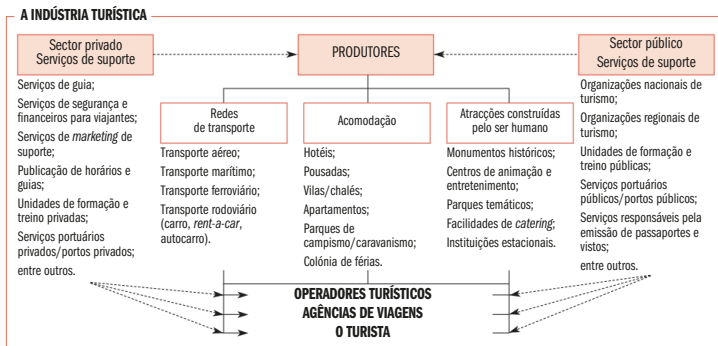 A INDÚSTRIA TURÍSTICA
Sector privado
Serviços de suporte
Serviços de guia;
Serviços de segurança e
financeiros para viajantes;
Serviços de marketing de
suporte;
Publicação de horários e
guias;
Unidades de formação e
treino privadas;
Serviços portuários
privados/portos privados;
entre outros.
PRODUTORES
Redes
de transporte
Transporte aéreo;
Transporte marítimo;
Transporte ferroviário;
Transporte rodoviário
(carro, rent-a-car,
autocarro).
Acomodação
Hotéis;
Pousadas;
Vilas/chalés;
Apartamentos;
Parques de
campismo/caravanismo;
Colónia de férias.
Atracções construídas
pelo ser humano
Monumentos históricos;
Centros de animação e
entretenimento;
Parques temáticos;
Facilidades de catering;
Instituições estacionais.
Sector público
Serviços de suporte
Organizações nacionais de
turismo;
Organizações regionais de
turismo;
Unidades de formação e
treino públicas;
Serviços portuários
públicos/portos públicos;
Serviços responsáveis pela
emissão de passaportes e
vistos;
entre outros.
OPERADORES TURÍSTICOS
AGÊNCIAS DE VIAGENS
O TURISTA